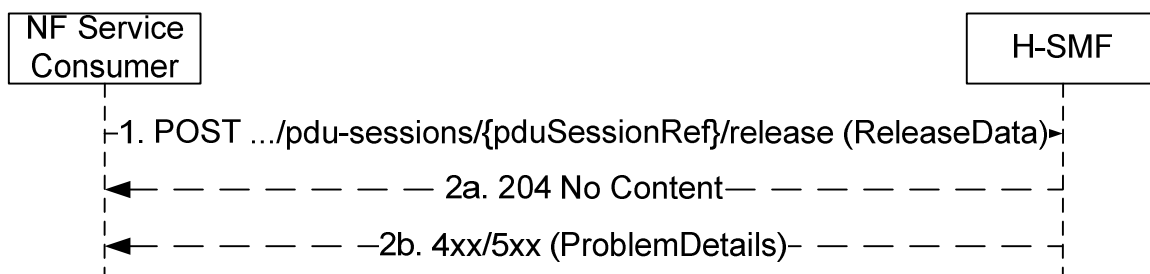 NF Service
Consumer
H-SMF
1. POST .../pdu-sessions/{pduSessionRef}/release (ReleaseData)
2a. 204 No Content
2b. 4xx/5xx (ProblemDetails)